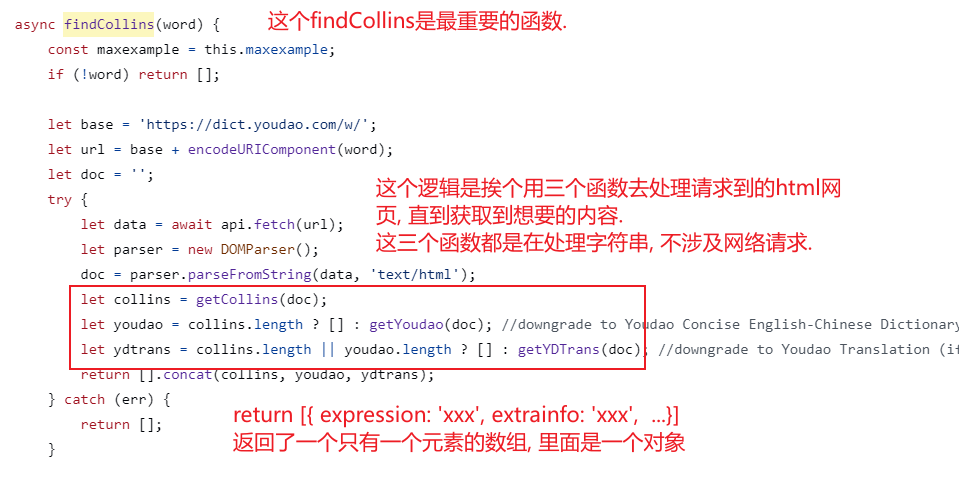 async findCollins(word) {
这个findCollins是最重要的函数.
const maxexample = this.maxexample;
if (!word) return [];
let base = 'https://dict.youdao.com/w/';
let url = base + encodeURIComponent(word);
let doc = '';
try {
这个逻辑是挨个用三个函数去处理请求到的html网
页, 直到获取到想要的内容.
这三个函数都是在处理字符串, 不涉及网络请求.
let data = await api.fetch(url);
let parser = new DOMParser();
doc = parser.parseFromString(data, 'text/html');
let collins = getCollins(doc);
let youdao = collins.length ? [] : getYoudao(doc); //downgrade to Youdao Concise English-Chinese Dictionary
let ydtrans = collins.length || youdao.length ? [] : getYDTrans(doc); //downgrade to Youdao Translation (it
return [].concat(collins, youdao, ydtrans);
} catch (err) {
return [];
}
return [{ expression: 'xxx', extrainfo: 'xxx', ...}]
返回了一个只有一个元素的数组, 里面是一个对象